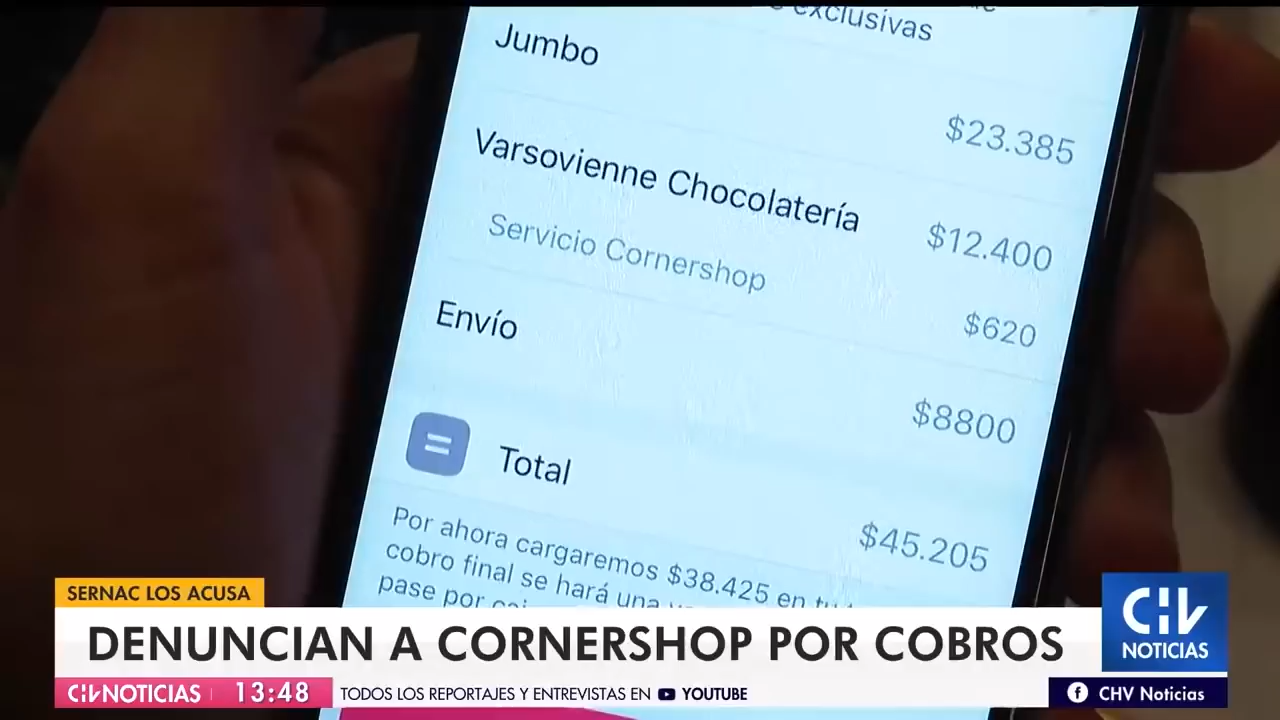 exclusivas
Jumbo
$23.385
Varsovienne Chocolatería
$12.400
Servicio Cornershop
$620
Envío
$8800
=
Total
$45.205
Por ahora cargaremos $38.425 en tu
cobro final se hará una
pase por
SERNAC LOS ACUSA
DENUNCIAN A CORNERSHOP POR COBROS
CHV NOTICIAS
CHV NOTICIAS 13:48 TODOS LOS REPORTAJES Y ENTREVISTAS EN YOUTUBE
f CHV Noticias